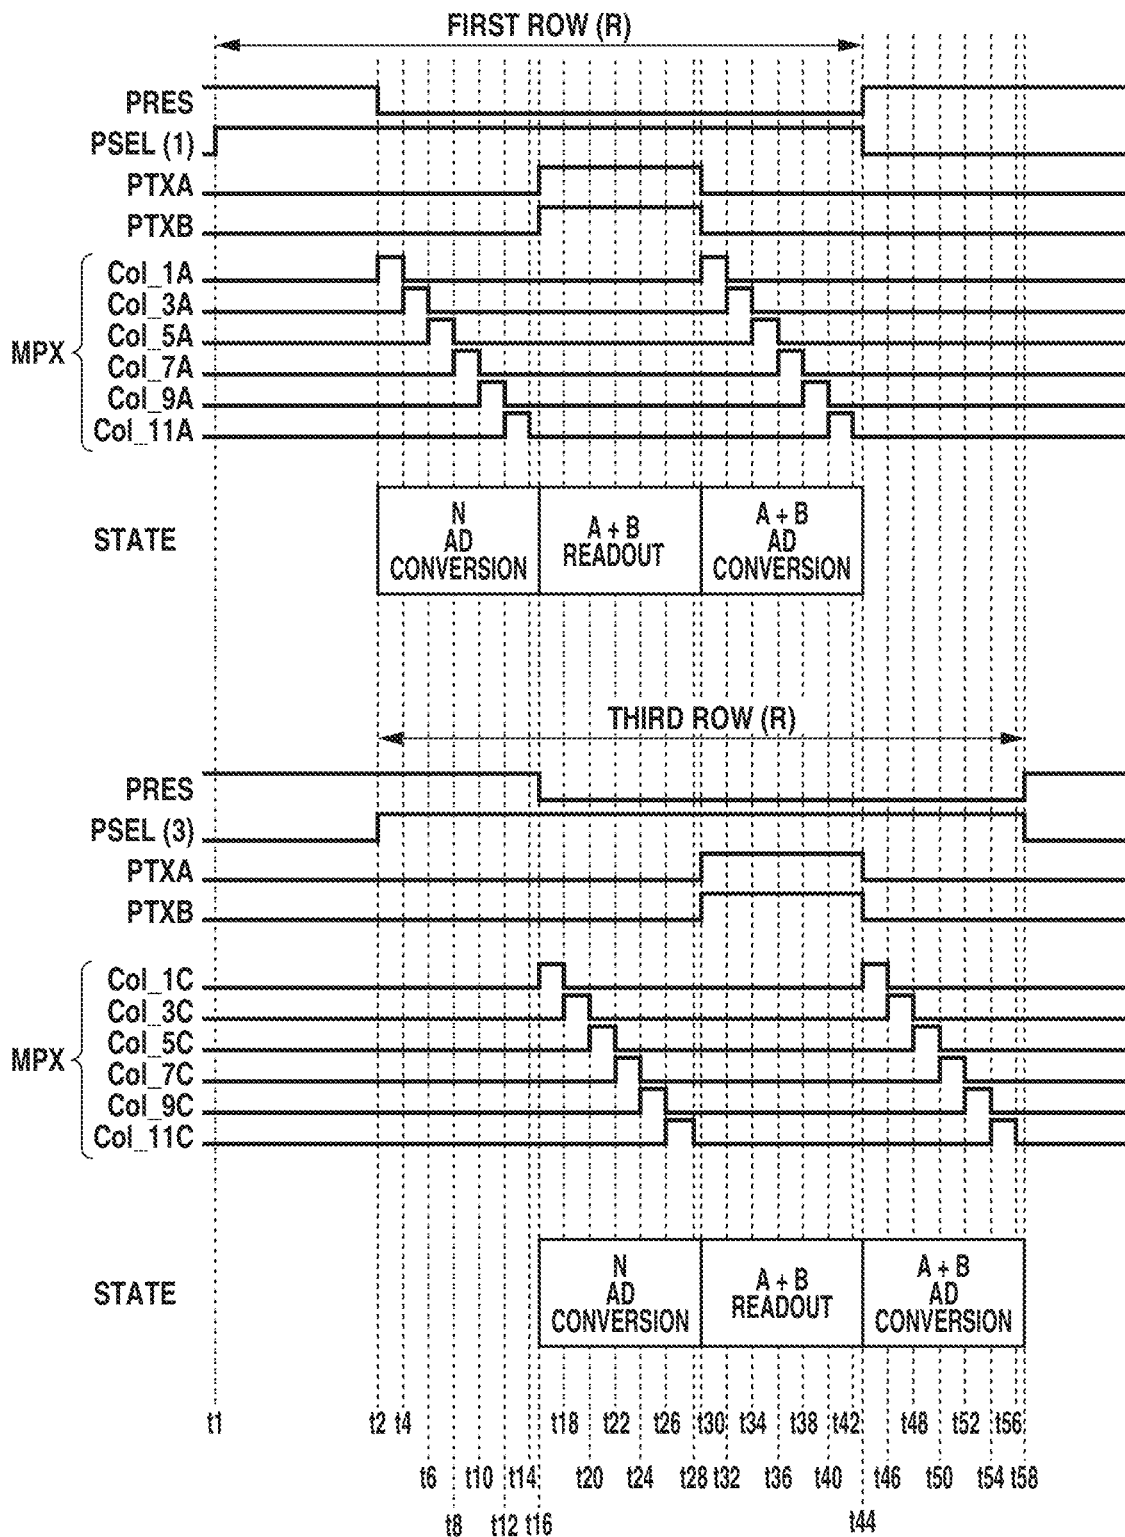 FIRST ROW (R)
PRES
PSEL (1)
PTXA
PTXB
MPX
Col_1A
Col_3A
Col_5A
Col_7A
Col_9A
Col_11A
STATE
N
AD
CONVERSION
A + B
READOUT
A + B
AD
CONVERSION
THIRD ROW (R)
PRES
PSEL (3)
PTXA
PTXB
MPX
Col_1C
Col_3C
Col_5C
Col_7C
Col_9C
Col_11C
STATE
N
AD
CONVERSION
A + B
READOUT
A + B
AD
CONVERSION
t1 t2 t4 t18 t22 t26 t30 t34 t38 t42 t48 t52 t56
t6 t10 t14 t20 t24 t28 t32 t36 t40 t46 t50 t54 t58
t8 t12 t16 t44